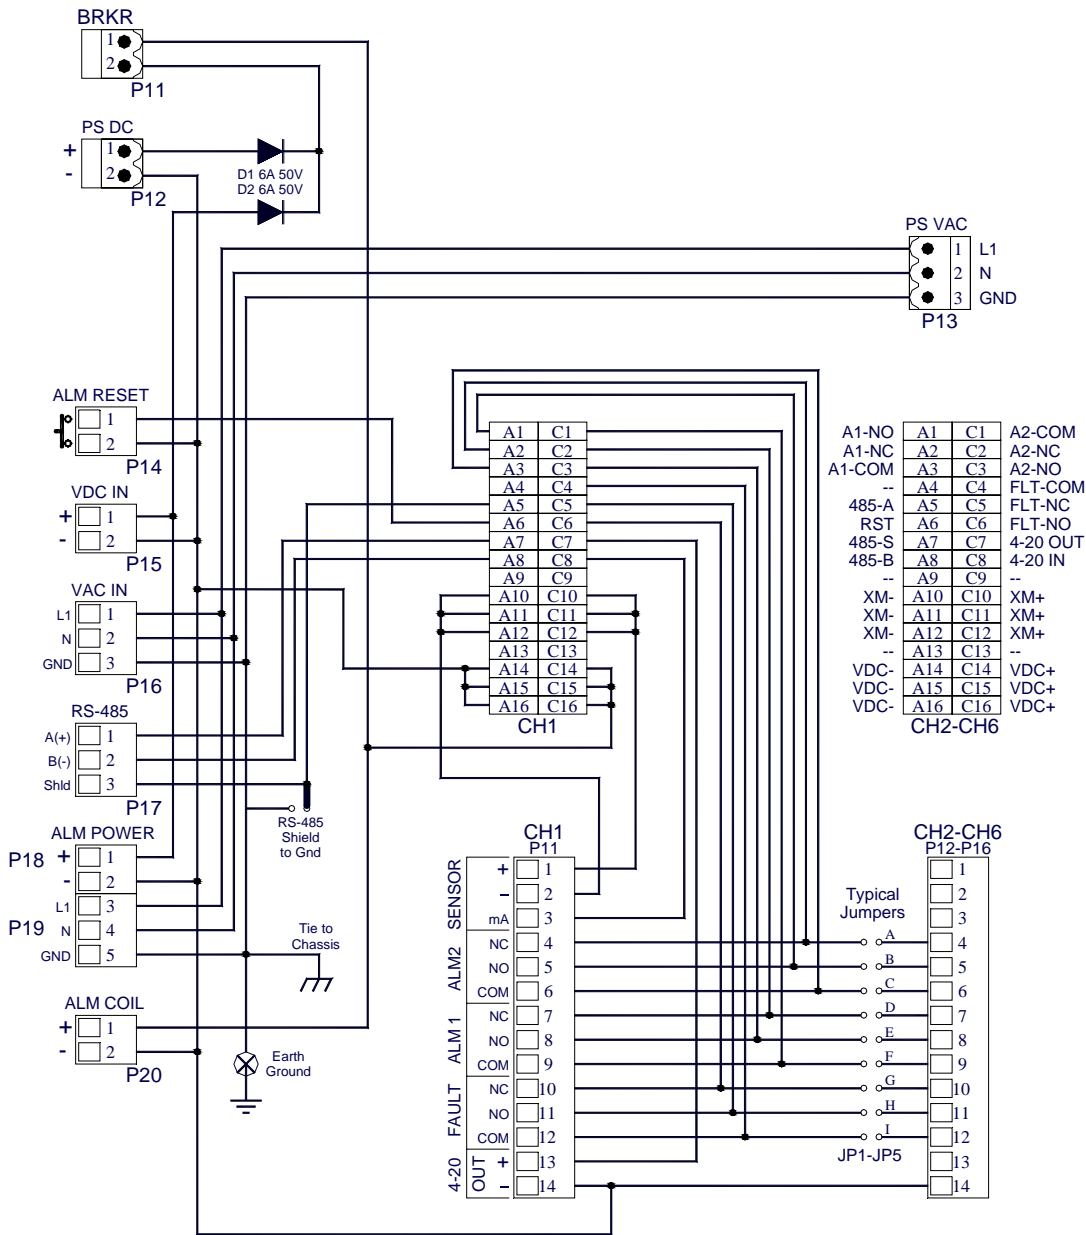 BRKR
1
2
P11
PS DC
+ 1
- 2
P12
D1 6A 50V
D2 6A 50V
PS VAC
1 L1
2 N
3 GND
P13
ALM RESET
1
2
P14
VDC IN
+ 1
- 2
P15
VAC IN
L1 1
N 2
GND 3
P16
RS-485
A(+) 1
B(-) 2
Shld 3
P17
RS-485
Shield
to Gnd
ALM POWER
P18 + 1
- 2
L1 3
P19 N 4
GND 5
Tie to
Chassis
ALM COIL
+ 1
- 2
P20
Earth
Ground
A1 C1
A2 C2
A3 C3
A4 C4
A5 C5
A6 C6
A7 C7
A8 C8
A9 C9
A10 C10
A11 C11
A12 C12
A13 C13
A14 C14
A15 C15
A16 C16
CH1
A1-NO A1 C1 A2-COM
A1-NC A2 C2 A2-NC
A1-COM A3 C3 A2-NO
-- A4 C4 FLT-COM
485-A A5 C5 FLT-NC
RST A6 C6 FLT-NO
485-S A7 C7 4-20 OUT
485-B A8 C8 4-20 IN
-- A9 C9 --
XM- A10 C10 XM+
XM- A11 C11 XM+
XM- A12 C12 XM+
-- A13 C13 --
VDC- A14 C14 VDC+
VDC- A15 C15 VDC+
VDC- A16 C16 VDC+
CH2-CH6
CH1
P11
SENSOR
+ 1
- 2
mA 3
ALM2
NC 4
NO 5
COM 6
ALM 1
NC 7
NO 8
COM 9
FAULT
NC 10
NO 11
COM 12
4-20
OUT
+ 13
- 14
Typical
Jumpers
A
B
C
D
E
F
G
H
I
JP1-JP5
CH2-CH6
P12-P16
1
2
3
4
5
6
7
8
9
10
11
12
13
14